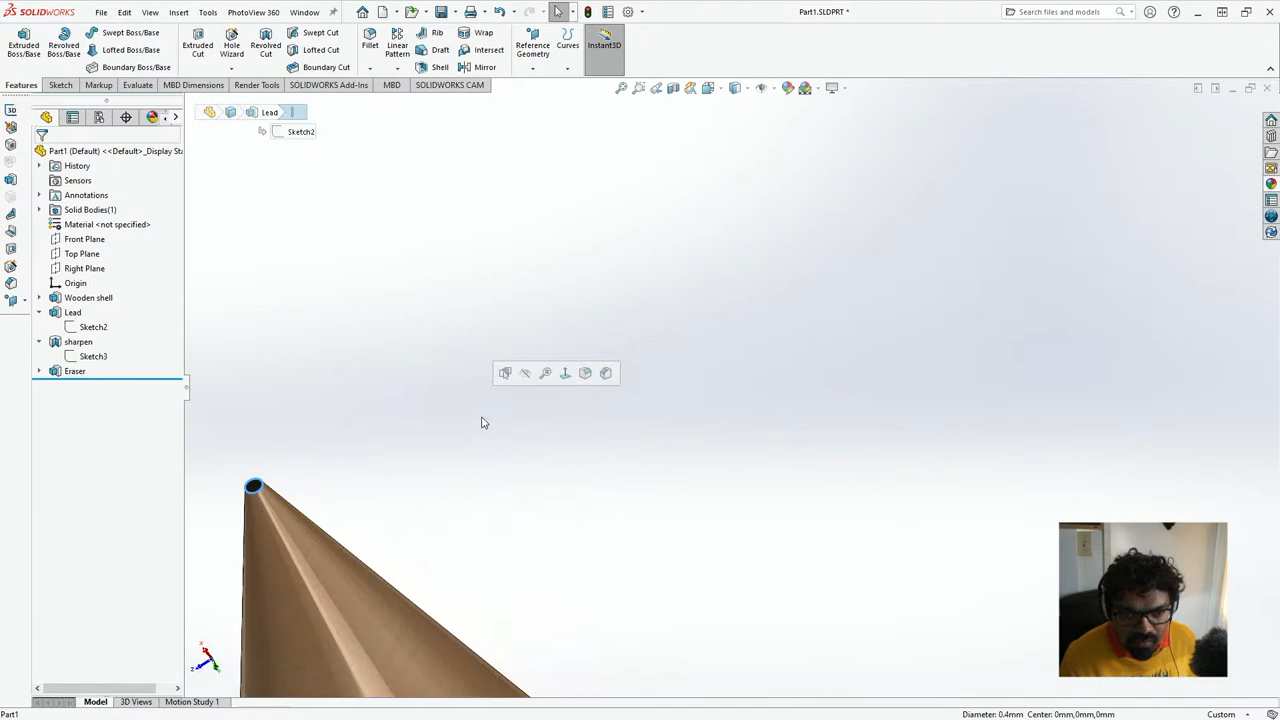 SOLIDWORKS File Edit View Insert Tools PhotoView 360 Window Part1.SLDPRT * Search files and models
Extruded Boss/Base Revolved Boss/Base Swept Boss/Base Extruded Cut Hole Wizard Revolved Cut Swept Cut Fillet Linear Pattern Rib Wrap Reference Geometry Curves Instant3D
Lofted Boss/Base Lofted Cut Draft Intersect
Boundary Boss/Base Boundary Cut Shell Mirror
Features Sketch Markup Evaluate MBD Dimensions Render Tools SOLIDWORKS Add-Ins MBD SOLIDWORKS CAM
Lead
Sketch2
Part1 (Default) <<Default>_Display Sta
History
Sensors
Annotations
Solid Bodies(1)
Material <not specified>
Front Plane
Top Plane
Right Plane
Origin
Wooden shell
Lead
Sketch2
sharpen
Sketch3
Eraser
Model 3D Views Motion Study 1
Part1 Diameter: 0.4mm Center: 0mm,0mm,0mm Custom